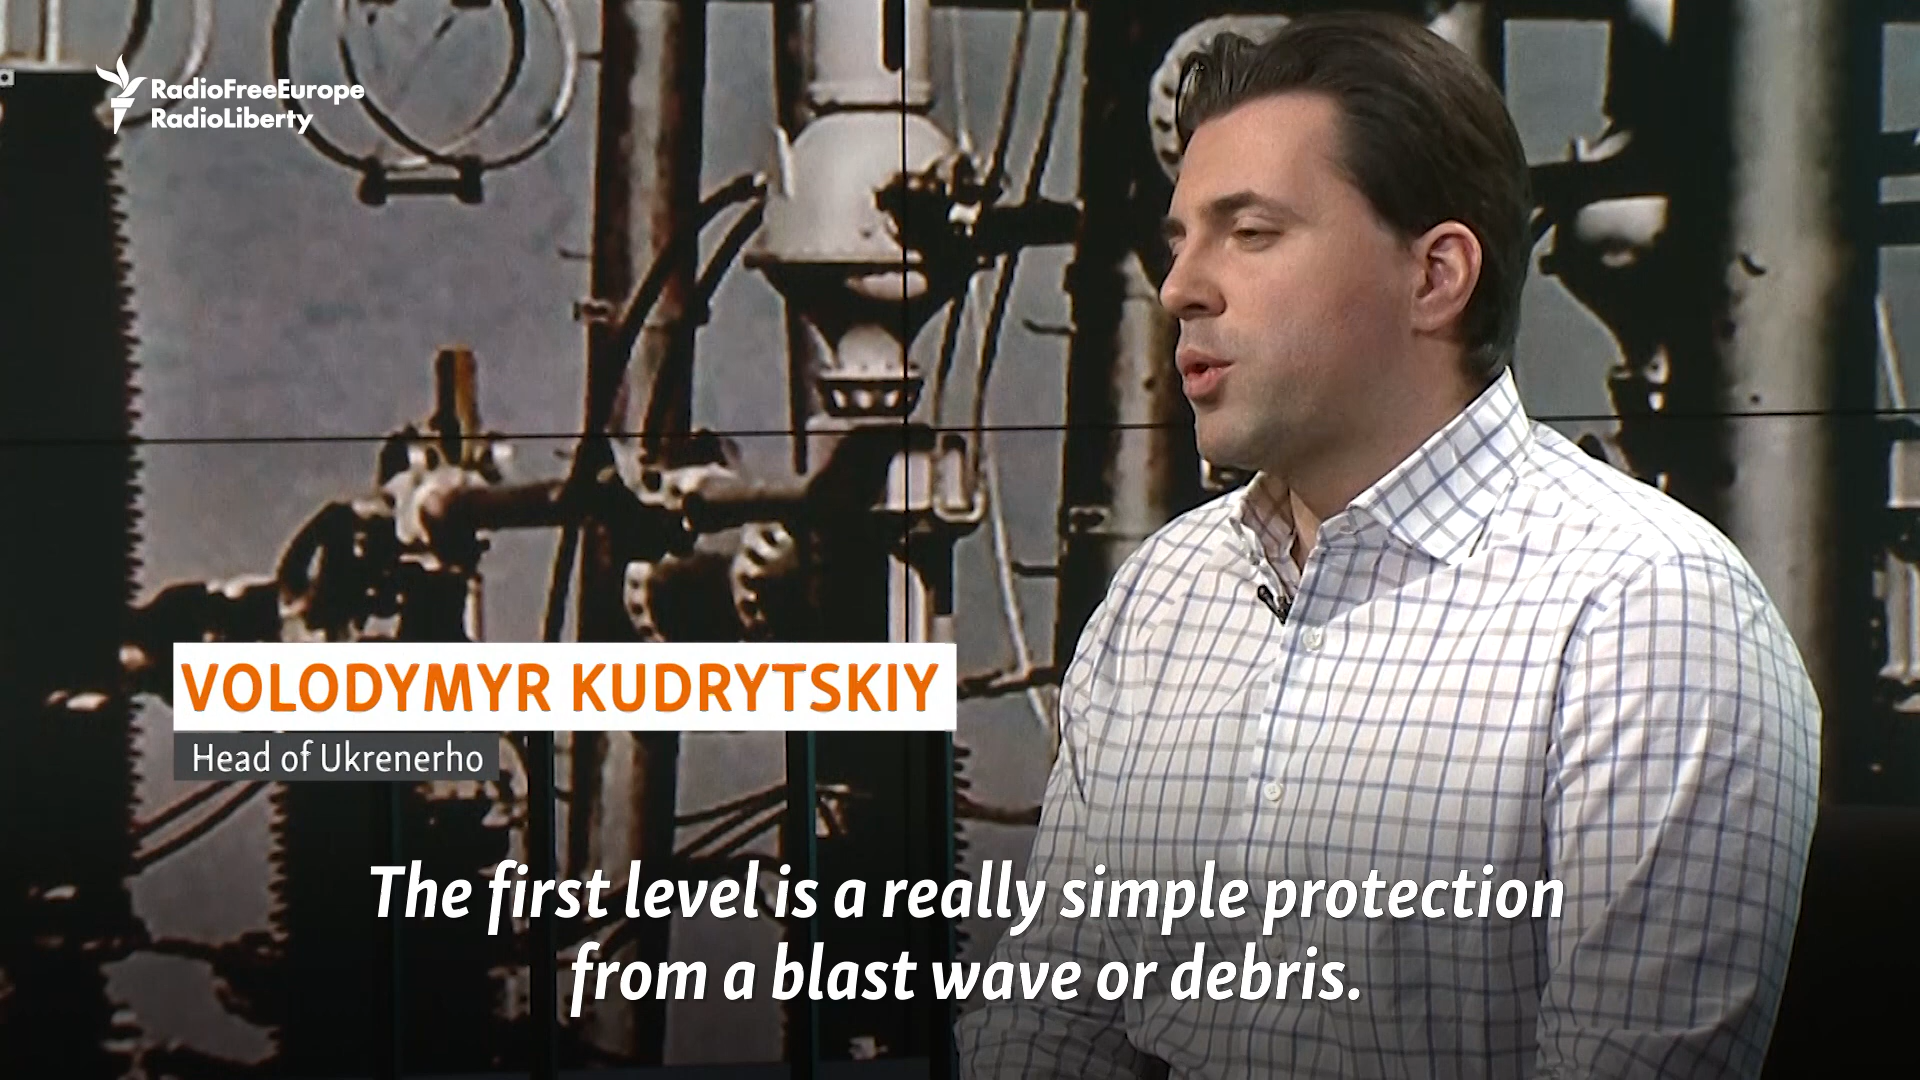 RadioFreeEurope
RadioLiberty
VOLODYMYR KUDRYTSKIY
Head of Ukrenerho
The first level is a really simple protection
from a blast wave or debris.